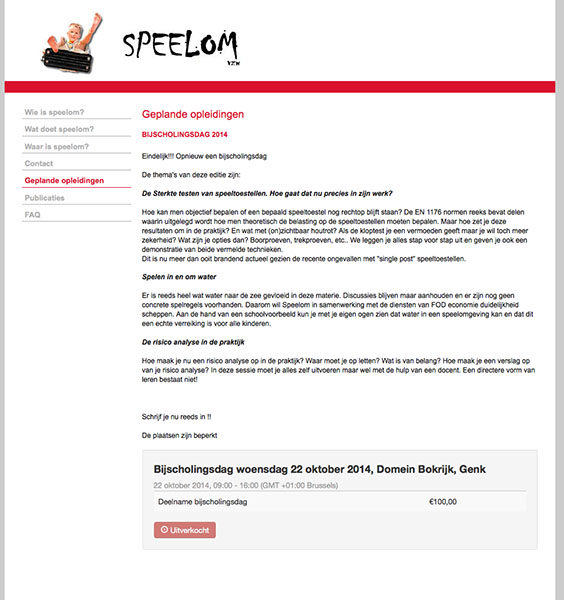 SPEELOM
VZW
Wie is speelom?
Wat doet speelom?
Waar is speelom?
Contact
Geplande opleidingen
Publicaties
FAQ
Geplande opleidingen
BIJSCHOLINGSDAG 2014
Eindelijk!!! Opnieuw een bijscholingsdag
De thema's van deze editie zijn:
De Sterkte testen van speeltoestellen. Hoe gaat dat nu precies in zijn werk?
Hoe kan men objectief bepalen of een bepaald speeltoestel nog rechtop blijft staan? De EN 1176 normen reeks bevat delen
waarin uitgelegd wordt hoe men theoretisch de belasting op de speeltoestellen moeten bepalen. Maar hoe zet je deze
resultaten om in de praktijk? En wat met (on)zichtbaar houtrot? Als de kloptest je een vermoeden geeft maar je wil toch meer
zekerheid? Wat zijn je opties dan? Boorproeven, trekproeven, etc.. We leggen je alles stap voor stap uit en geven je ook een
demonstratie van beide vermelde technieken.
Dit is nu meer dan ooit brandend actueel gezien de recente ongevallen met "single post" speeltoestellen.
Spelen in en om water
Er is reeds heel wat water naar de zee gevloeid in deze materie. Discussies blijven maar aanhouden en er zijn nog geen
concrete spelregels voorhanden. Daarom wil Speelom in samenwerking met de diensten van FOD economie duidelijkheid
scheppen. Aan de hand van een schoolvoorbeeld kun je met je eigen ogen zien dat water in een speelomgeving kan en dat dit
een echte verreiking is voor alle kinderen.
De risico analyse in de praktijk
Hoe maak je nu een risico analyse op in de praktijk? Waar moet je op letten? Wat is van belang? Hoe maak je een verslag op
van je risico analyse? In deze sessie moet je alles zelf uitvoeren maar wel met de hulp van een docent. Een directere vorm van
leren bestaat niet!
Schrijf je nu reeds in !!
De plaatsen zijn beperkt
Bijscholingsdag woensdag 22 oktober 2014, Domein Bokrijk, Genk
22 oktober 2014, 09:00 - 16:00 (GMT +01:00 Brussels)
Deelname bijscholingsdag €100,00
Uitverkocht